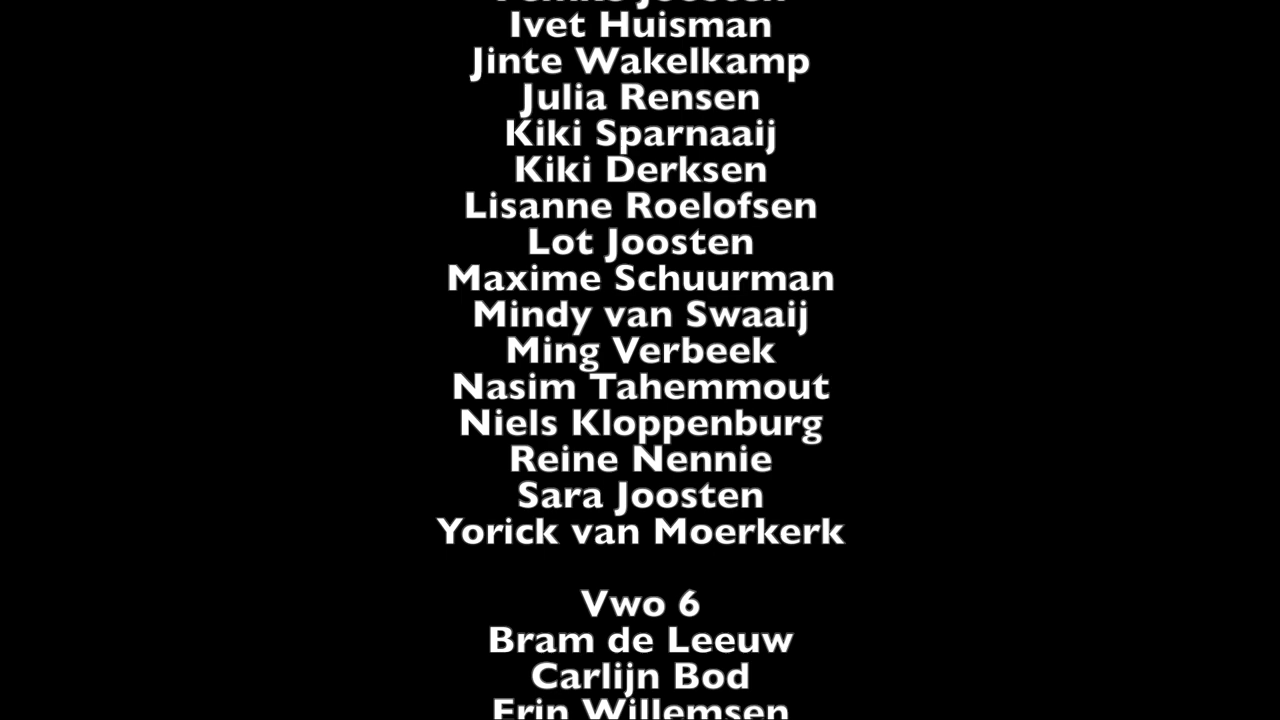 Joosten
Ivet Huisman
Jinte Wakelkamp
Julia Rensen
Kiki Sparnaaij
Kiki Derksen
Lisanne Roelofsen
Lot Joosten
Maxime Schuurman
Mindy van Swaaij
Ming Verbeek
Nasim Tahemmout
Niels Kloppenburg
Reine Nennie
Sara Joosten
Yorick van Moerkerk
Vwo 6
Bram de Leeuw
Carlijn Bod
Erin Willemsen